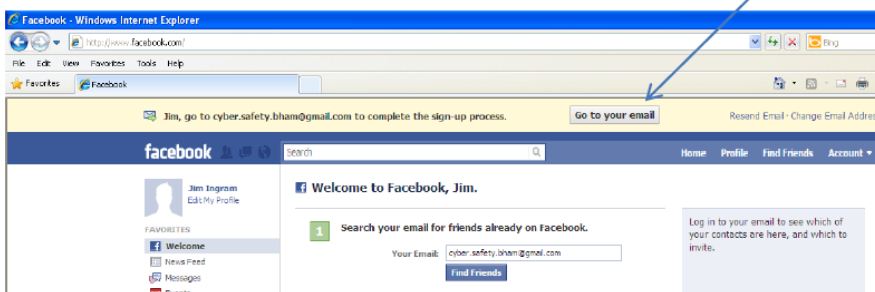 Facebook - Windows Internet Explorer
http://www.facebook.com/
Bing
File Edit View Favorites Tools Help
Favorites Facebook
Jim, go to cyber.safety.bham@gmail.com to complete the sign-up process. Go to your email Resend Email · Change Email Addres
facebook Search Home Profile Find Friends Account
Jim Ingram
Edit My Profile
Welcome to Facebook, Jim.
1 Search your email for friends already on Facebook.
Your Email: cyber.safety.bham@gmail.com
Find Friends
Log in to your email to see which of
your contacts are here, and which to
invite.
FAVORITES
Welcome
News Feed
Messages